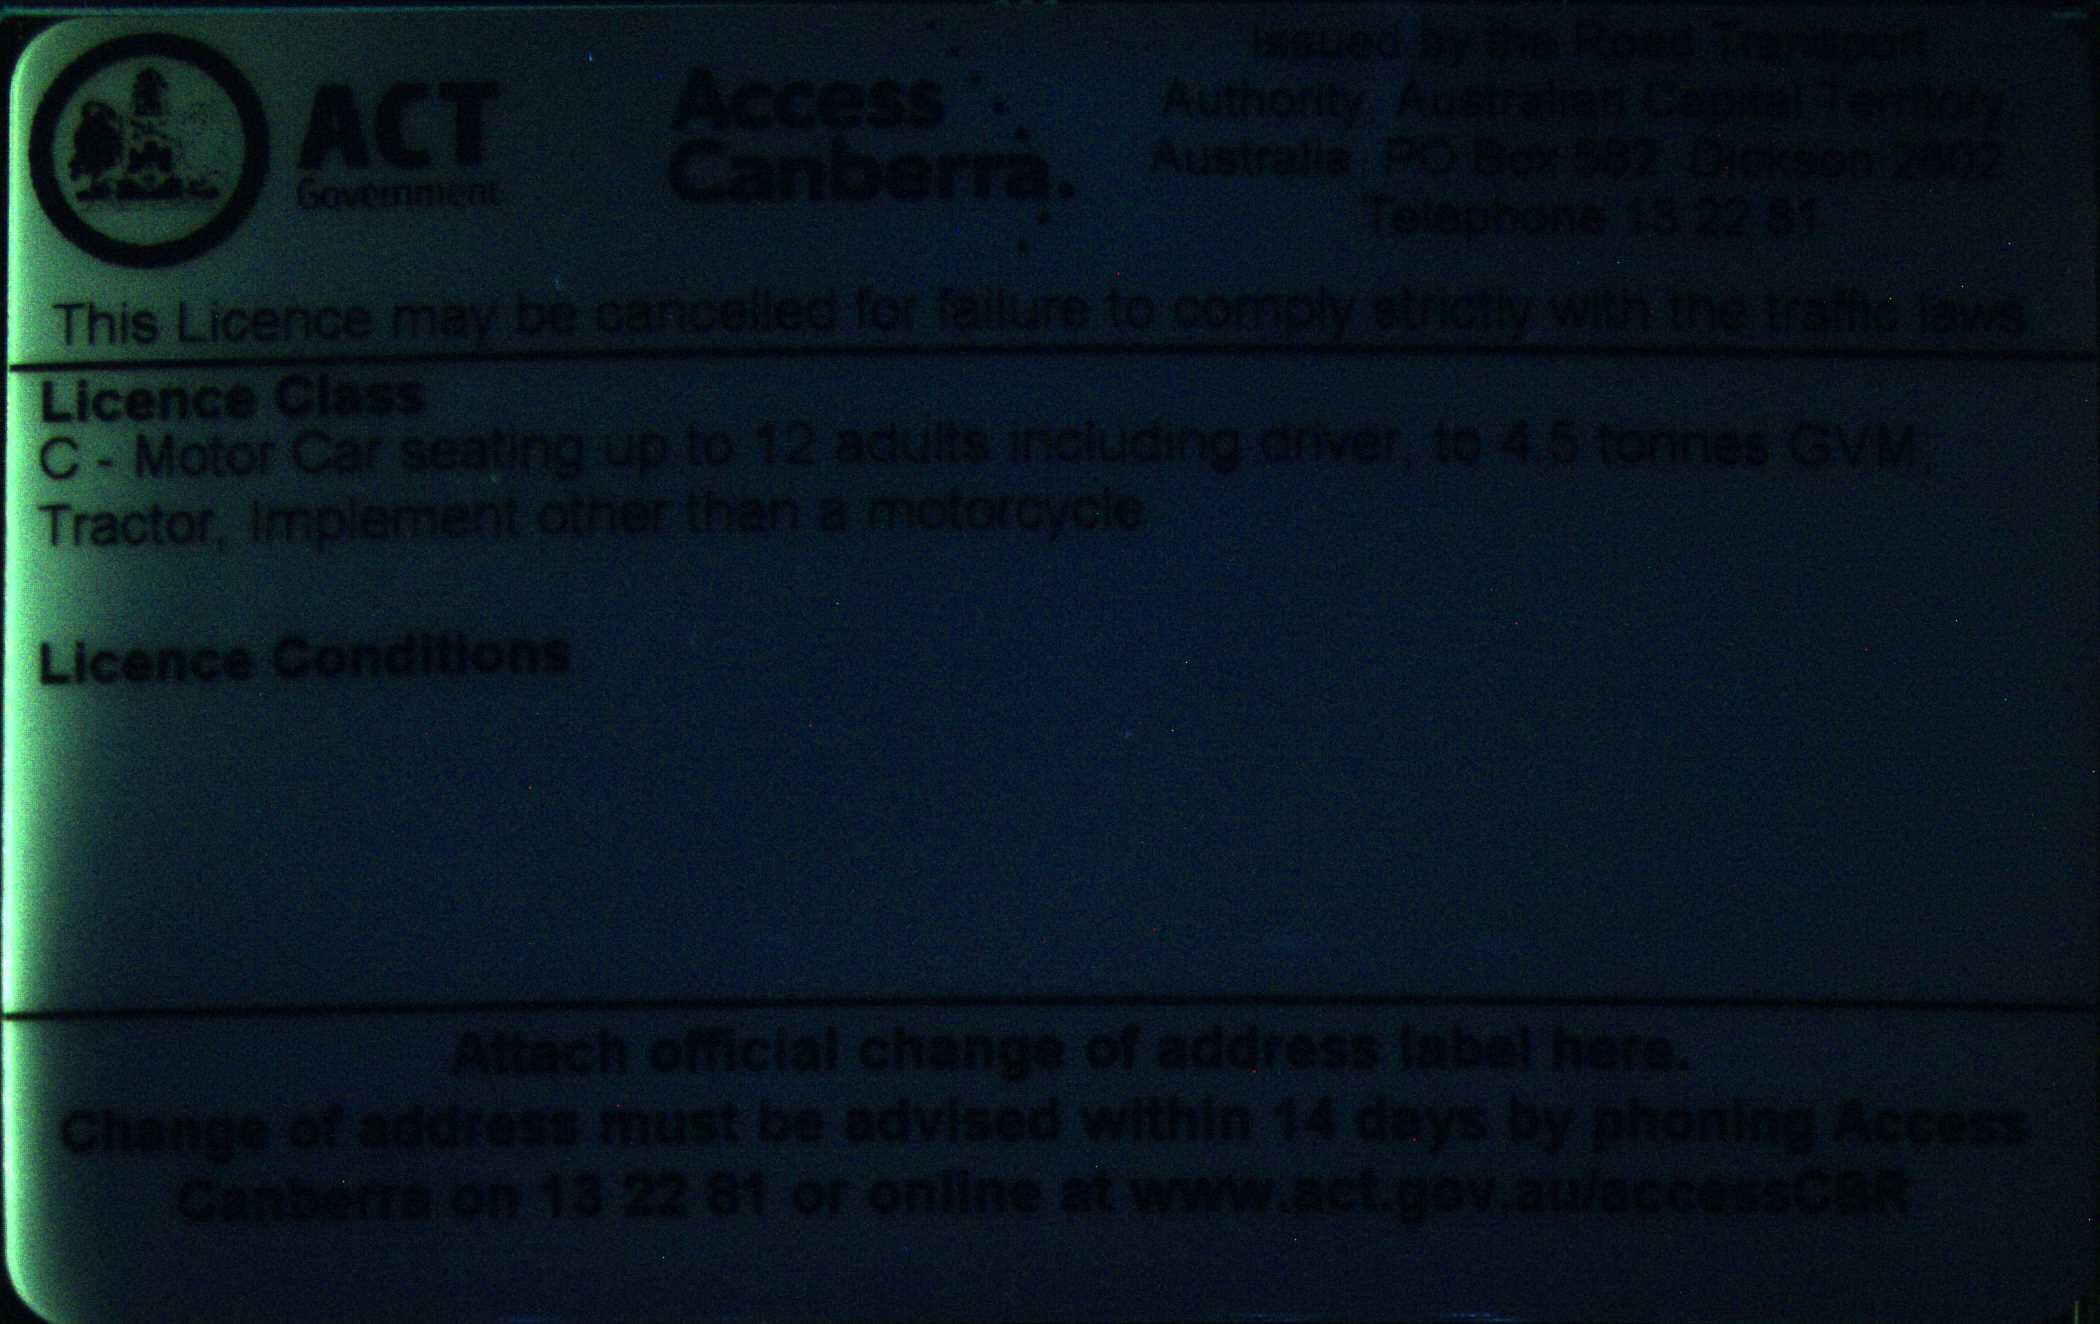 ACT
Government
Access
Canberra.
Issued by the Road Transport
Authority Australian Capital Territory
Australia PO Box 582 Dickson 2602
Telephone 13 22 81
This Licence may be cancelled for failure to comply strictly with the traffic laws
Licence Class
C - Motor Car seating up to 12 adults including driver, to 4.5 tonnes GVM,
Tractor, Implement other than a motorcycle
Licence Conditions
Attach official change of address label here.
Change of address must be advised within 14 days by phoning Access
Canberra on 13 22 81 or online at www.act.gov.au/accessCBR